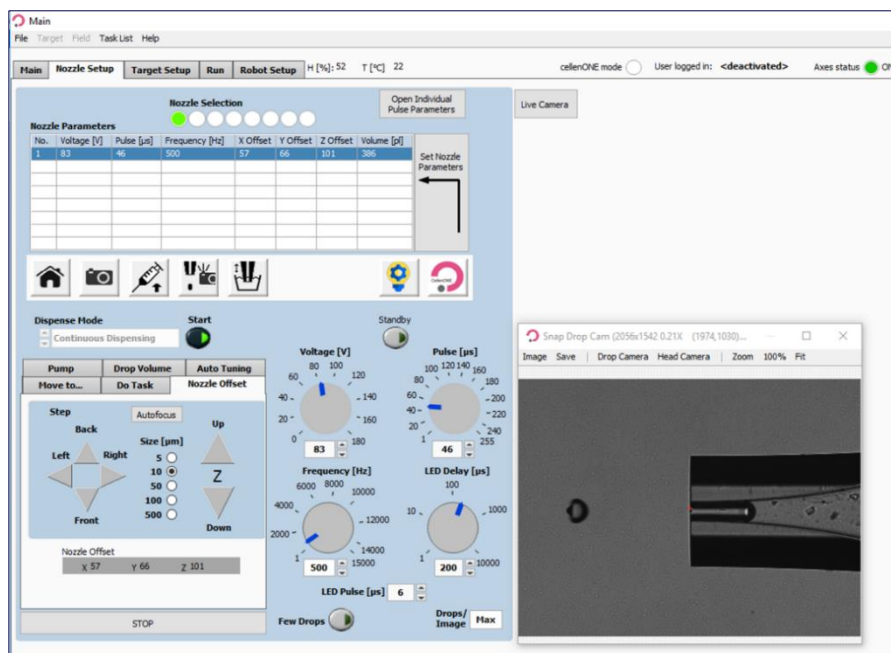 Main
File Target Field Task List Help
Main Nozzle Setup Target Setup Run Robot Setup H [%]: 52 T [°C] 22 cellenONE mode User logged in: <deactivated> Axes status ON
Nozzle Selection
Open Individual
Pulse Parameters
Live Camera
Nozzle Parameters
No. Voltage [V] Pulse [µs] Frequency [Hz] X Offset Y Offset Z Offset Volume [pl]
1 83 46 500 57 66 101 386
Set Nozzle
Parameters
CellenONE
Dispense Mode Start Standby
Continuous Dispensing
Pump Drop Volume Auto Tuning
Move to... Do Task Nozzle Offset
Step Autofocus
Back Up
Left Right Size [µm]
5
10
50
100
500
Z
Front Down
Nozzle Offset
X 57 Y 66 Z 101
STOP
Voltage [V]
0 20 40 60 80 100 120 140 160 180
83
Pulse [µs]
1 20 40 60 80 100 120 140 160 180 200 220 240 255
46
Frequency [Hz]
1 2000 4000 6000 8000 10000 12000 14000 15000
500
LED Delay [µs]
1 10 100 1000 10000
200
LED Pulse [µs] 6
Few Drops Drops/
Image Max
Snap Drop Cam (2056x1542 0.21X (1974,1030)...
Image Save Drop Camera Head Camera Zoom 100% Fit